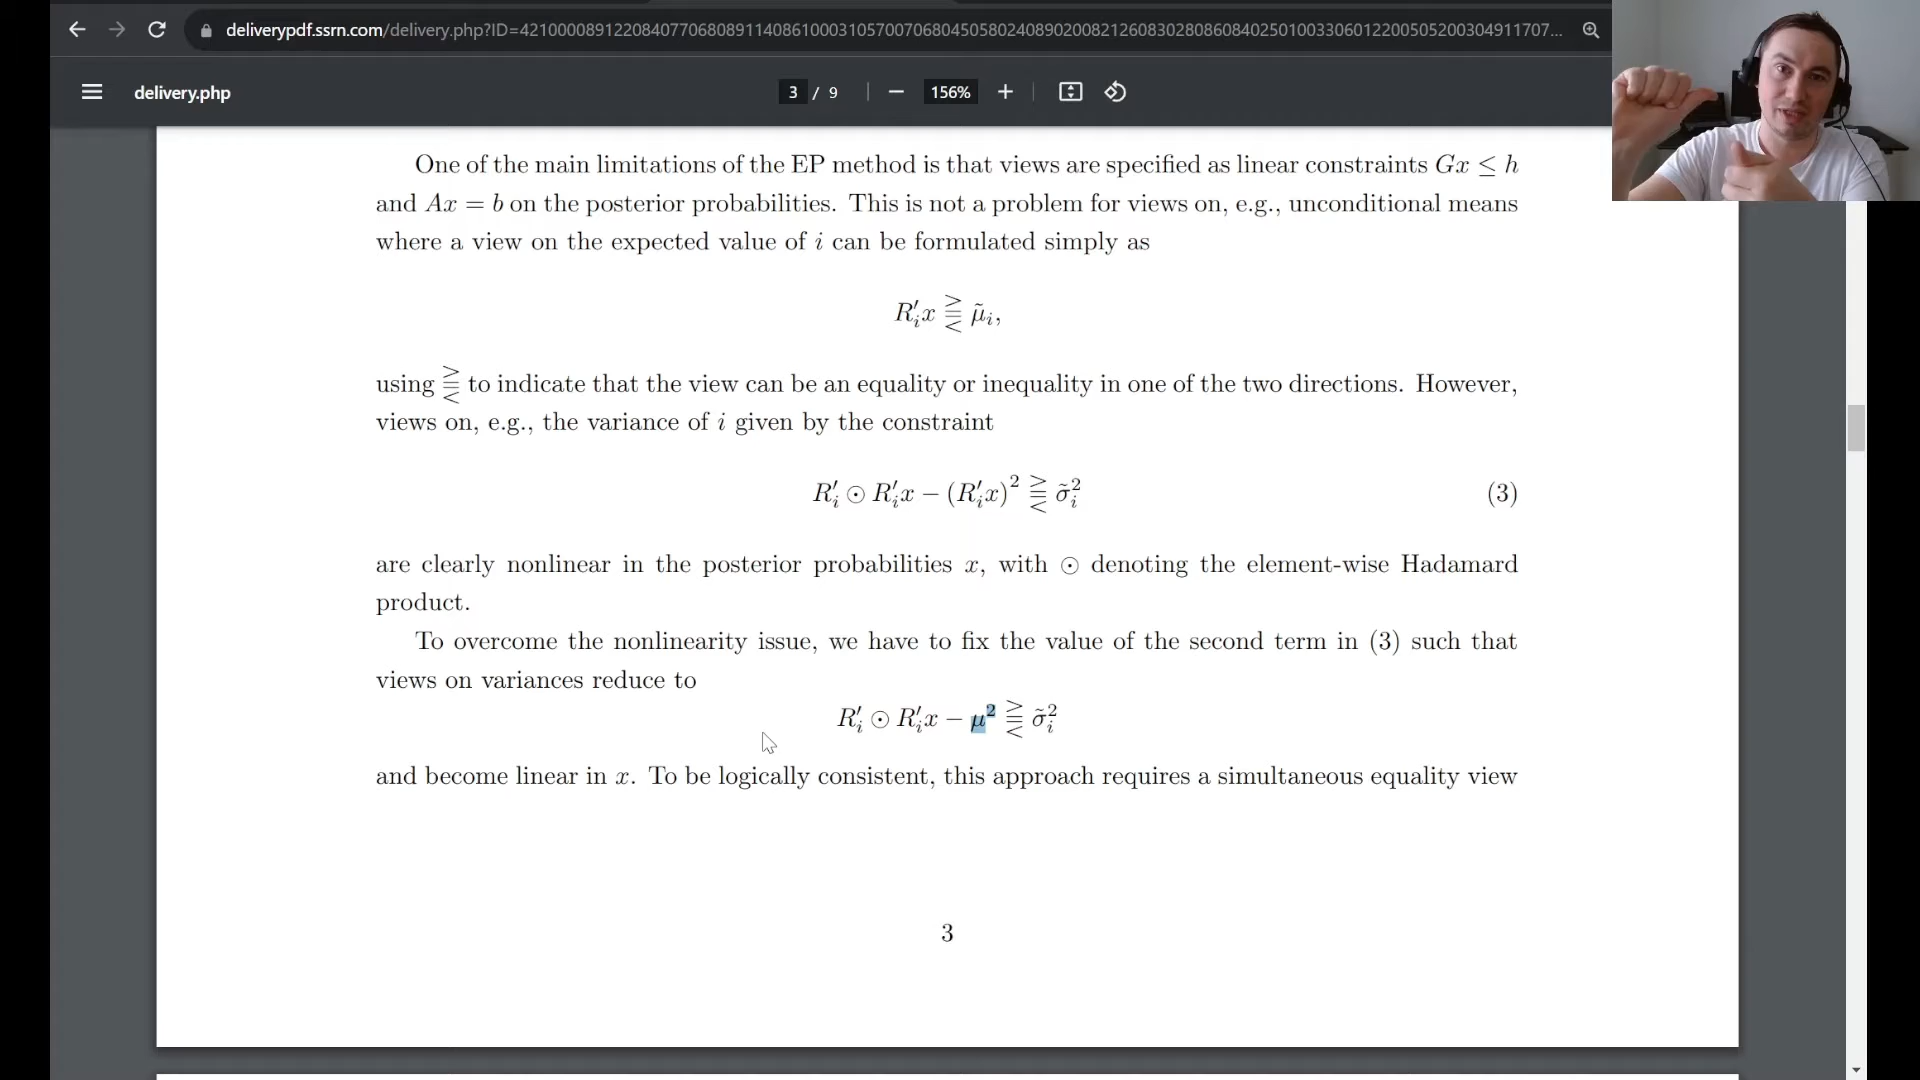 deliverypdf.ssrn.com/delivery.php?ID=42100008912208407706808911408610003105700706804505802408902008212608302808608402501003306012200505200304911707...
delivery.php
3 / 9
156%
One of the main limitations of the EP method is that views are specified as linear constraints Gx ≤ h
and Ax = b on the posterior probabilities. This is not a problem for views on, e.g., unconditional means
where a view on the expected value of i can be formulated simply as
R′ᵢx ⪌ μ̃ᵢ,
using ⪌ to indicate that the view can be an equality or inequality in one of the two directions. However,
views on, e.g., the variance of i given by the constraint
R′ᵢ ⊙ R′ᵢx − (R′ᵢx)² ⪌ σ̃ᵢ² (3)
are clearly nonlinear in the posterior probabilities x, with ⊙ denoting the element-wise Hadamard
product.
To overcome the nonlinearity issue, we have to fix the value of the second term in (3) such that
views on variances reduce to
R′ᵢ ⊙ R′ᵢx − μ² ⪌ σ̃ᵢ²
and become linear in x. To be logically consistent, this approach requires a simultaneous equality view
3